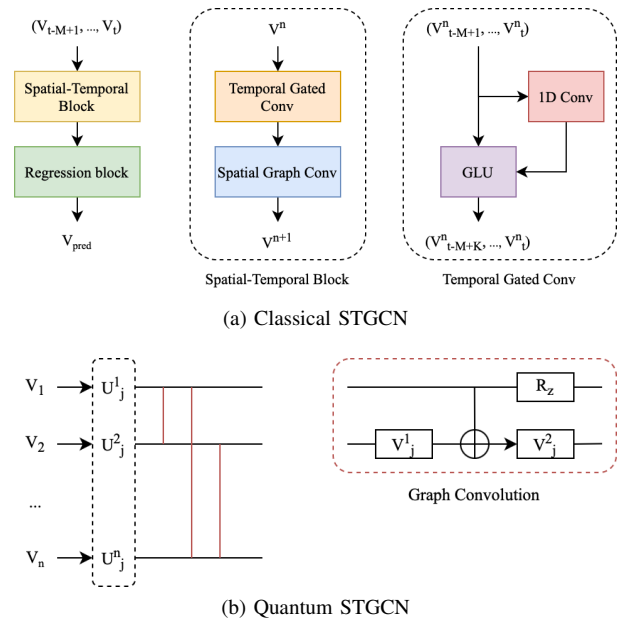 (V_{t-M+1}, ..., V_t)
Spatial-Temporal
Block
Regression block
V_{pred}
V^n
Temporal Gated
Conv
Spatial Graph Conv
V^{n+1}
Spatial-Temporal Block
(V^n_{t-M+1}, ..., V^n_t)
1D Conv
GLU
(V^n_{t-M+K}, ..., V^n_t)
Temporal Gated Conv
(a) Classical STGCN
V_1
U^1_j
V_2
U^2_j
...
V_n
U^n_j
R_z
V^1_j
V^2_j
Graph Convolution
(b) Quantum STGCN